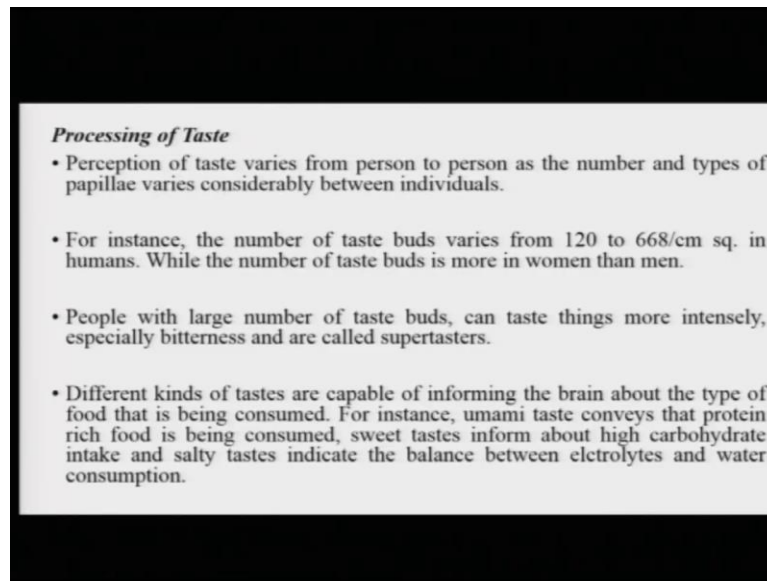 Processing of Taste
• Perception of taste varies from person to person as the number and types of
papillae varies considerably between individuals.
• For instance, the number of taste buds varies from 120 to 668/cm sq. in
humans. While the number of taste buds is more in women than men.
• People with large number of taste buds, can taste things more intensely,
especially bitterness and are called supertasters.
• Different kinds of tastes are capable of informing the brain about the type of
food that is being consumed. For instance, umami taste conveys that protein
rich food is being consumed, sweet tastes inform about high carbohydrate
intake and salty tastes indicate the balance between elctrolytes and water
consumption.